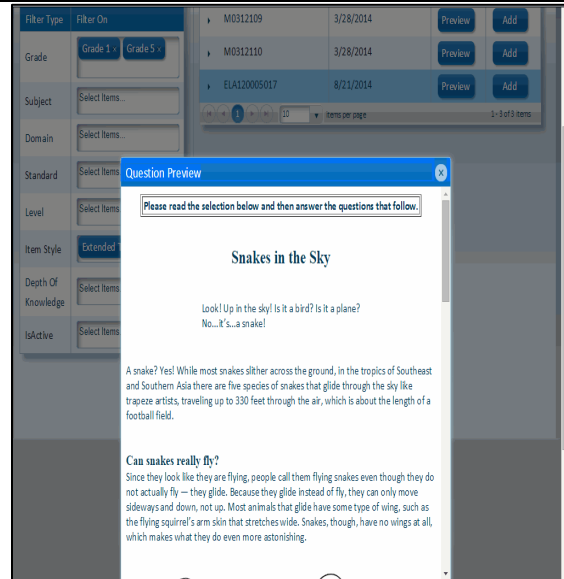 Filter Type Filter On
Grade Grade 1 × Grade 5 ×
Subject Select Items...
Domain Select Items...
Standard Select Items
Level Select Items
Item Style Extended
Depth Of
Knowledge Select Items
IsActive Select Items
M0312109 3/28/2014 Preview Add
M0312110 3/28/2014 Preview Add
ELA120005017 8/21/2014 Preview Add
1 10 items per page 1 - 3 of 3 items
Question Preview
Please read the selection below and then answer the questions that follow.
Snakes in the Sky
Look! Up in the sky! Is it a bird? Is it a plane?
No...it's...a snake!
A snake? Yes! While most snakes slither across the ground, in the tropics of Southeast
and Southern Asia there are five species of snakes that glide through the sky like
trapeze artists, traveling up to 330 feet through the air, which is about the length of a
football field.
Can snakes really fly?
Since they look like they are flying, people call them flying snakes even though they do
not actually fly — they glide. Because they glide instead of fly, they can only move
sideways and down, not up. Most animals that glide have some type of wing, such as
the flying squirrel's arm skin that stretches wide. Snakes, though, have no wings at all,
which makes what they do even more astonishing.